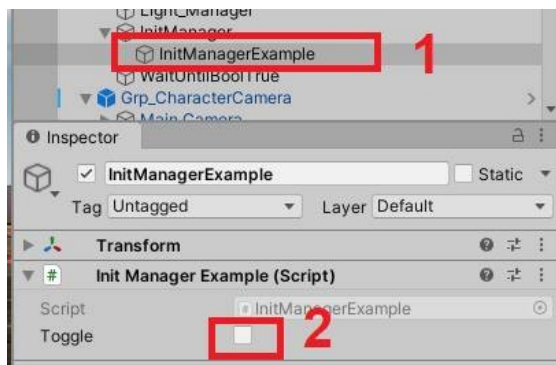 Light_Manager
InitManager
InitManagerExample
1
WaitUntilBoolTrue
Grp_CharacterCamera
Main Camera
Inspector
InitManagerExample
Static
Tag Untagged Layer Default
Transform
# Init Manager Example (Script)
Script # InitManagerExample
Toggle
2